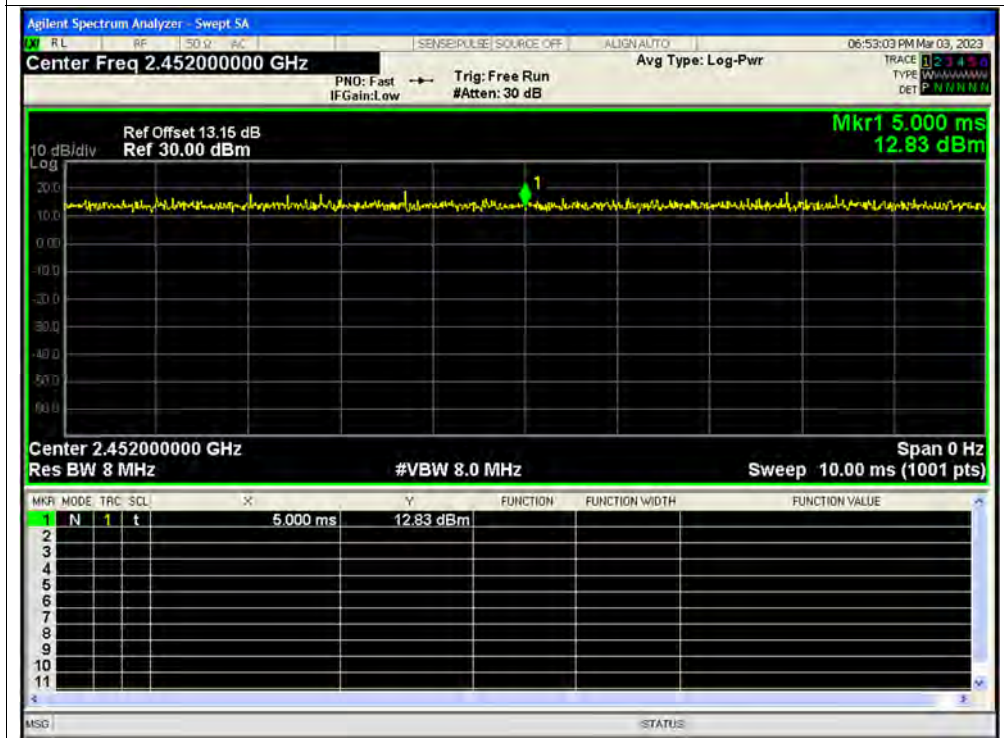 Agilent Spectrum Analyzer - Swept SA
RL RF 50 Ω AC SENSE:PULSE SOURCE OFF ALIGNAUTO 06:53:03 PM Mar 03, 2023
Center Freq 2.452000000 GHz
Avg Type: Log-Pwr
TRACE 1 2 3 4 5 6
PNO: Fast Trig: Free Run
TYPE WWWWWW
IFGain:Low #Atten: 30 dB
DET P N N N N N
Mkr1 5.000 ms
Ref Offset 13.15 dB
10 dB/div Ref 30.00 dBm 12.83 dBm
Log
20.0
1
10.0
0.00
-10.0
-20.0
-30.0
-40.0
-50.0
-60.0
Center 2.452000000 GHz Span 0 Hz
Res BW 8 MHz #VBW 8.0 MHz Sweep 10.00 ms (1001 pts)
MKR MODE TRC SCL X Y FUNCTION FUNCTION WIDTH FUNCTION VALUE
1 N 1 t 5.000 ms 12.83 dBm
2
3
4
5
6
7
8
9
10
11
MSG STATUS